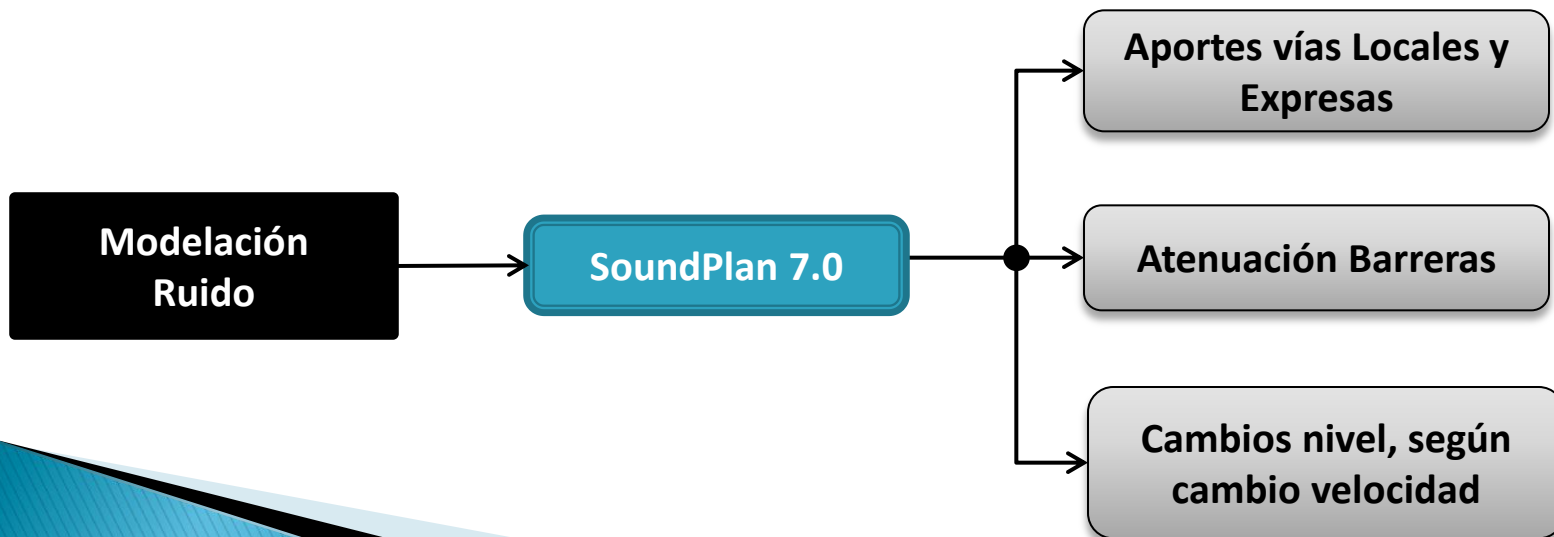 Modelación
Ruido
SoundPlan 7.0
Aportes vías Locales y
Expresas
Atenuación Barreras
Cambios nivel, según
cambio velocidad